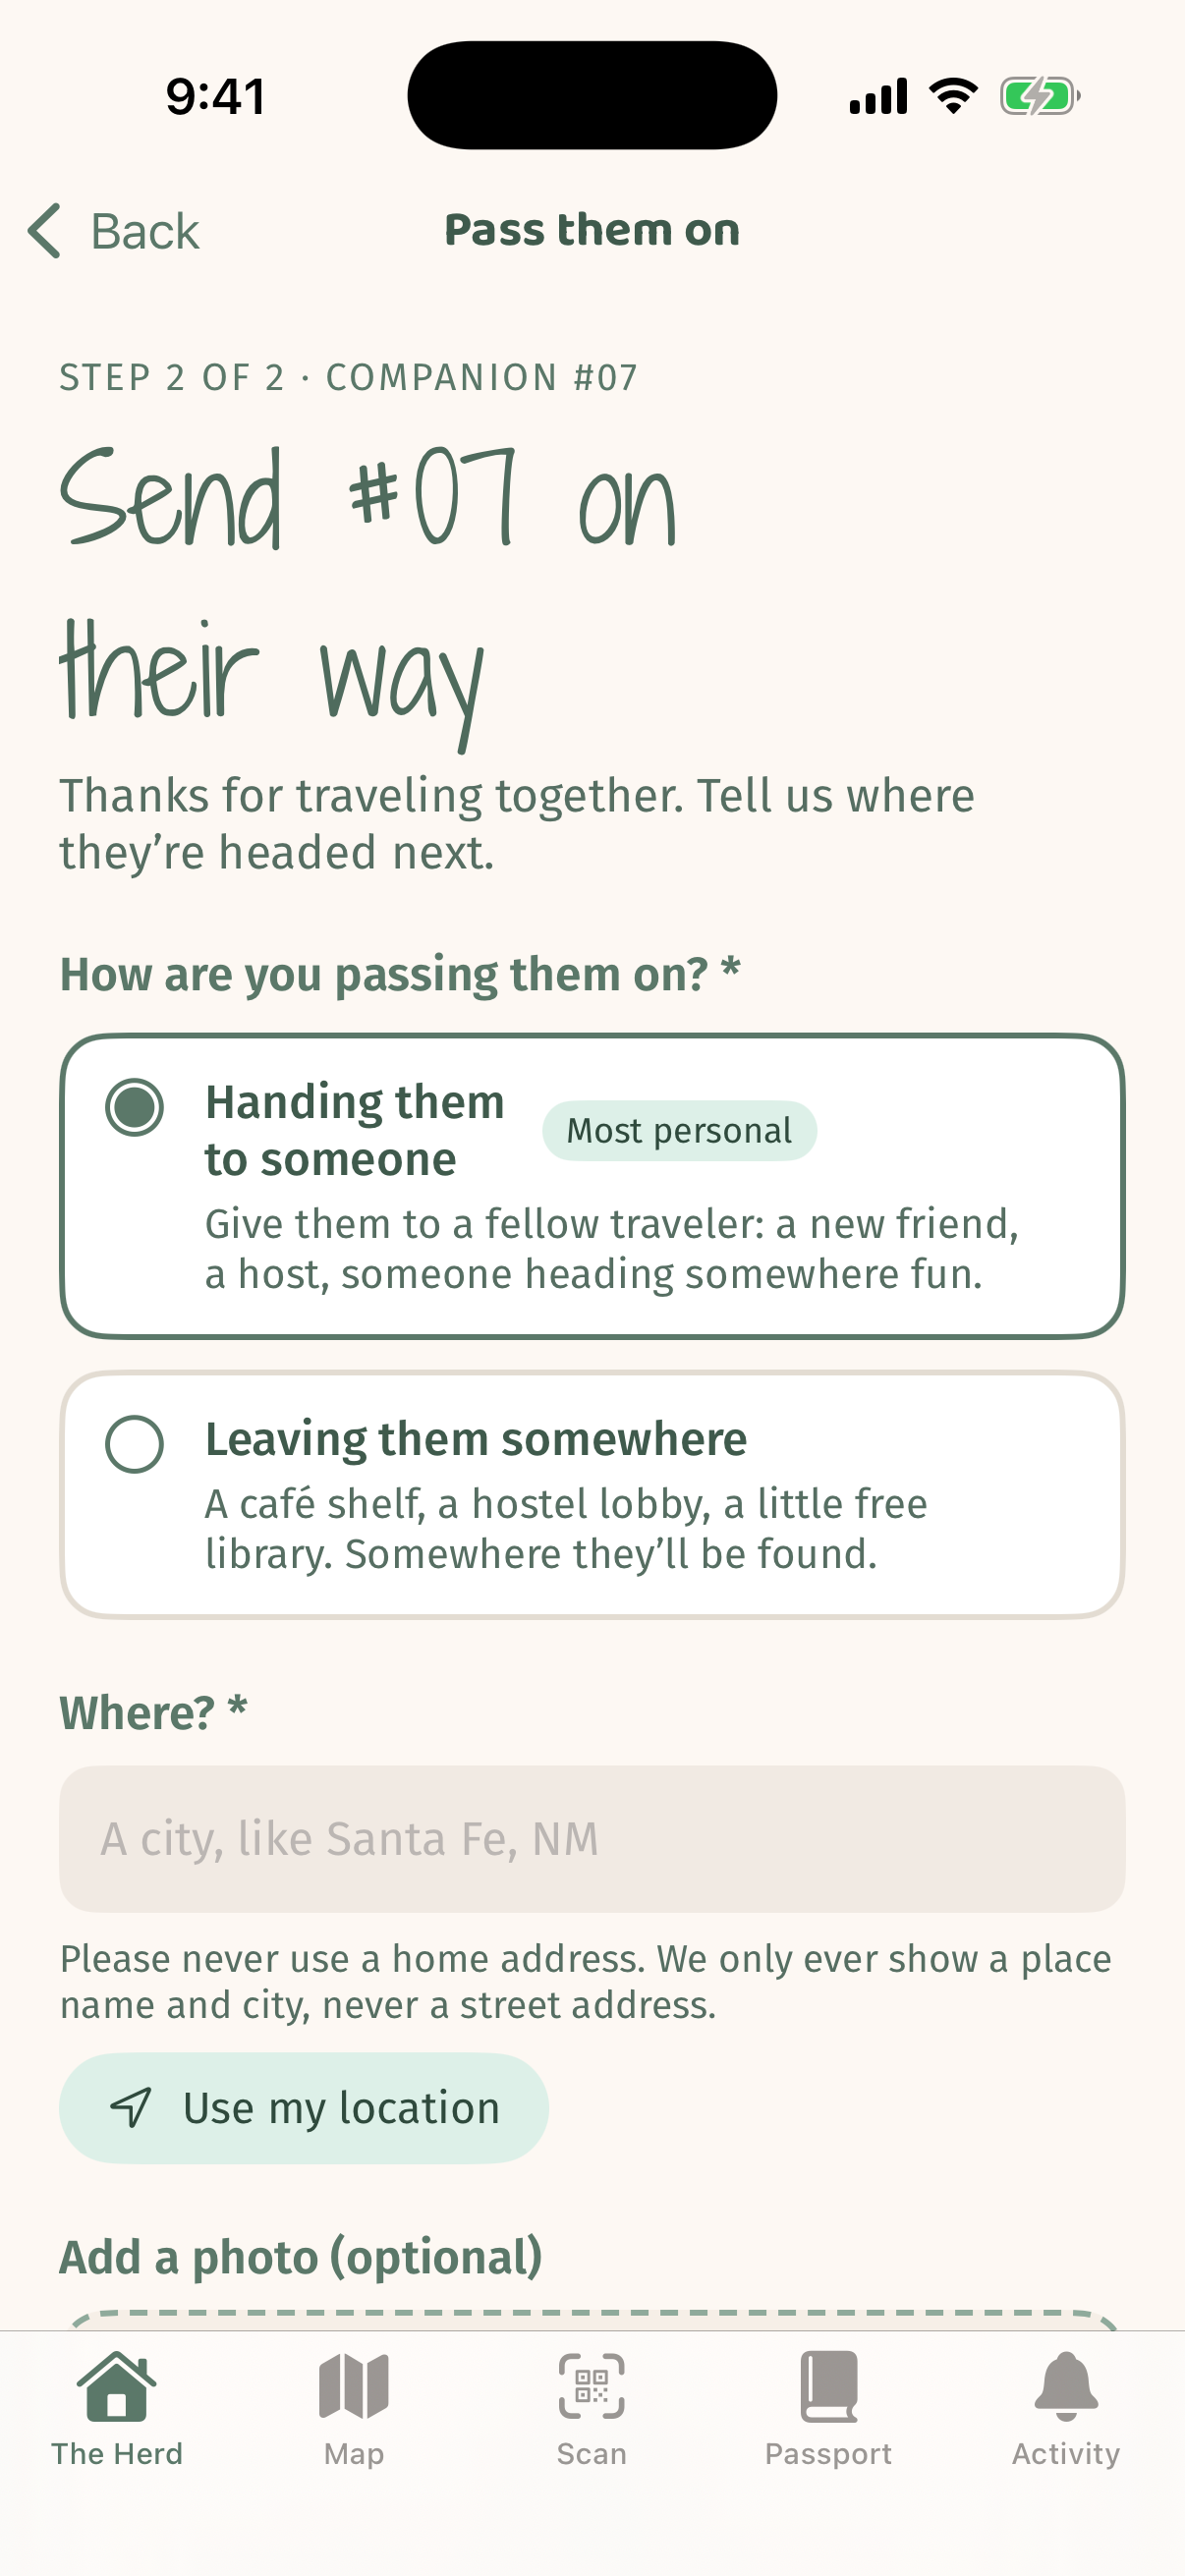 9:41
Back
Pass them on
STEP 2 OF 2 · COMPANION #07
Send #07 on
their way
Thanks for traveling together. Tell us where
they’re headed next.
How are you passing them on? *
Handing them
to someone
Most personal
Give them to a fellow traveler: a new friend,
a host, someone heading somewhere fun.
Leaving them somewhere
A café shelf, a hostel lobby, a little free
library. Somewhere they’ll be found.
Where? *
A city, like Santa Fe, NM
Please never use a home address. We only ever show a place
name and city, never a street address.
Use my location
Add a photo (optional)
The Herd
Map
Scan
Passport
Activity